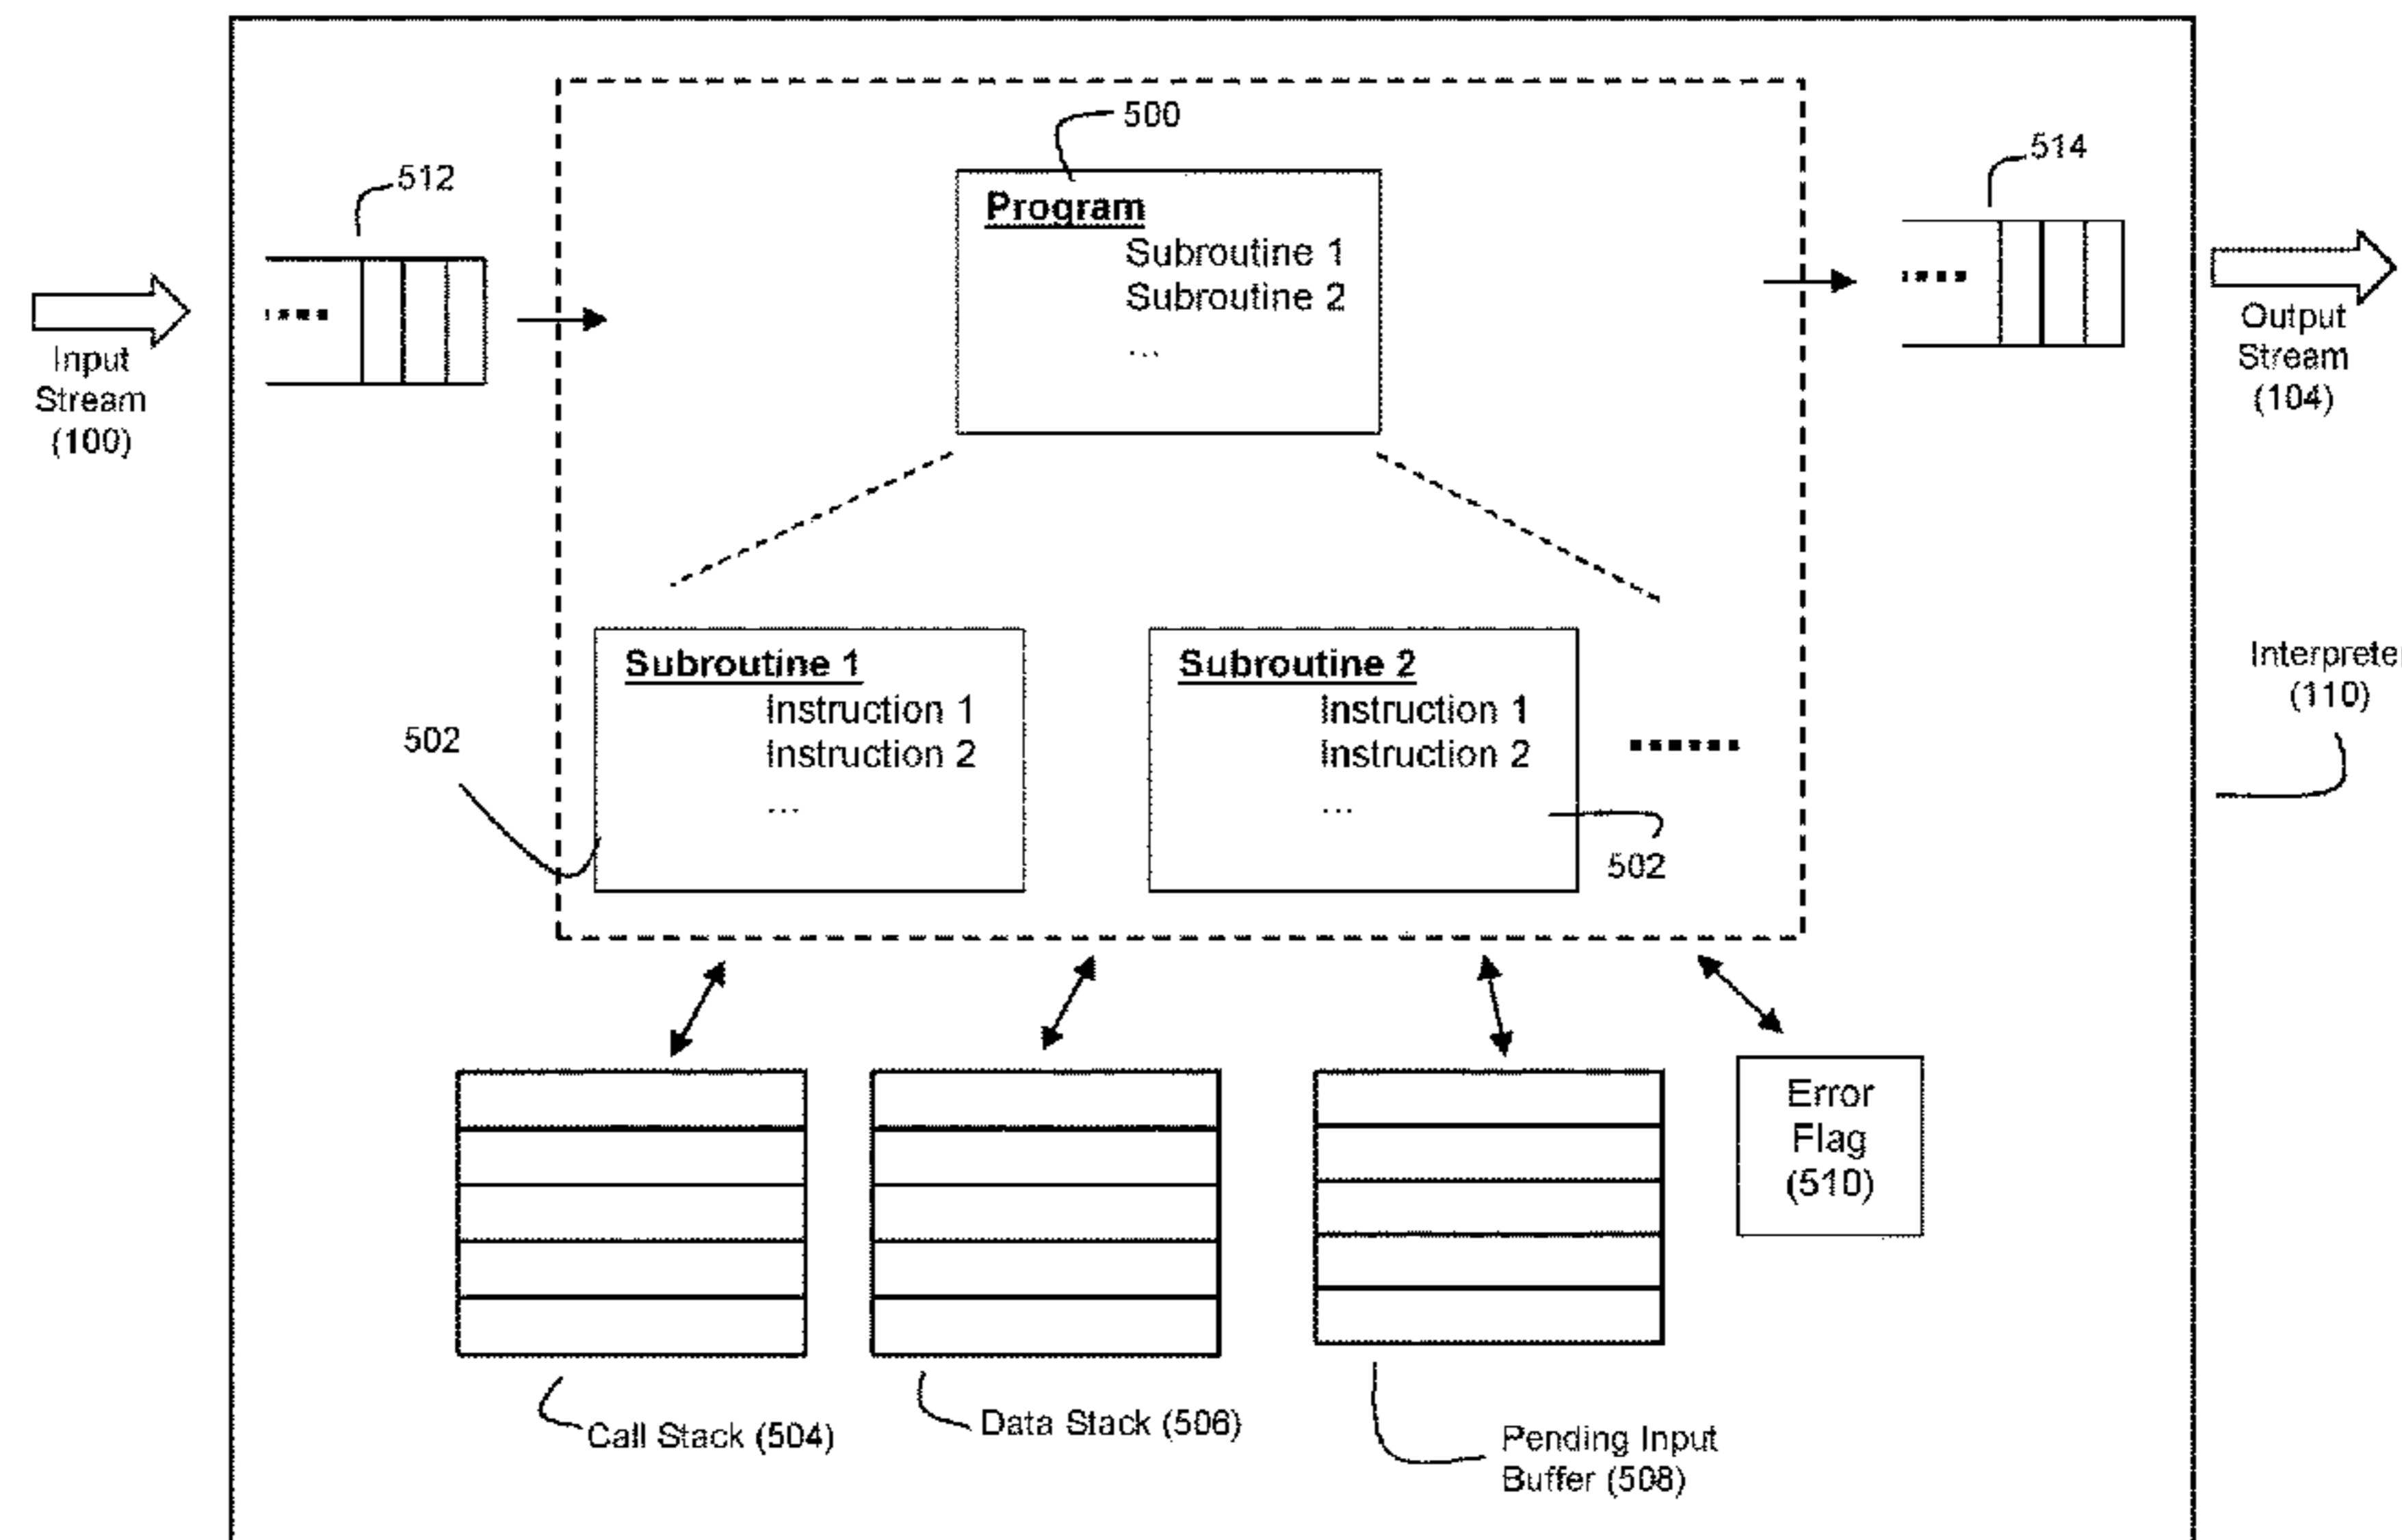 500
512
514
Program
Subroutine 1
Subroutine 2
...
Input
Stream
(100)
Output
Stream
(104)
Subroutine 1
Instruction 1
Instruction 2
...
Subroutine 2
Instruction 1
Instruction 2
...
502
502
Interpreter
(110)
Error
Flag
(510)
Call Stack (504)
Data Stack (506)
Pending Input
Buffer (508)